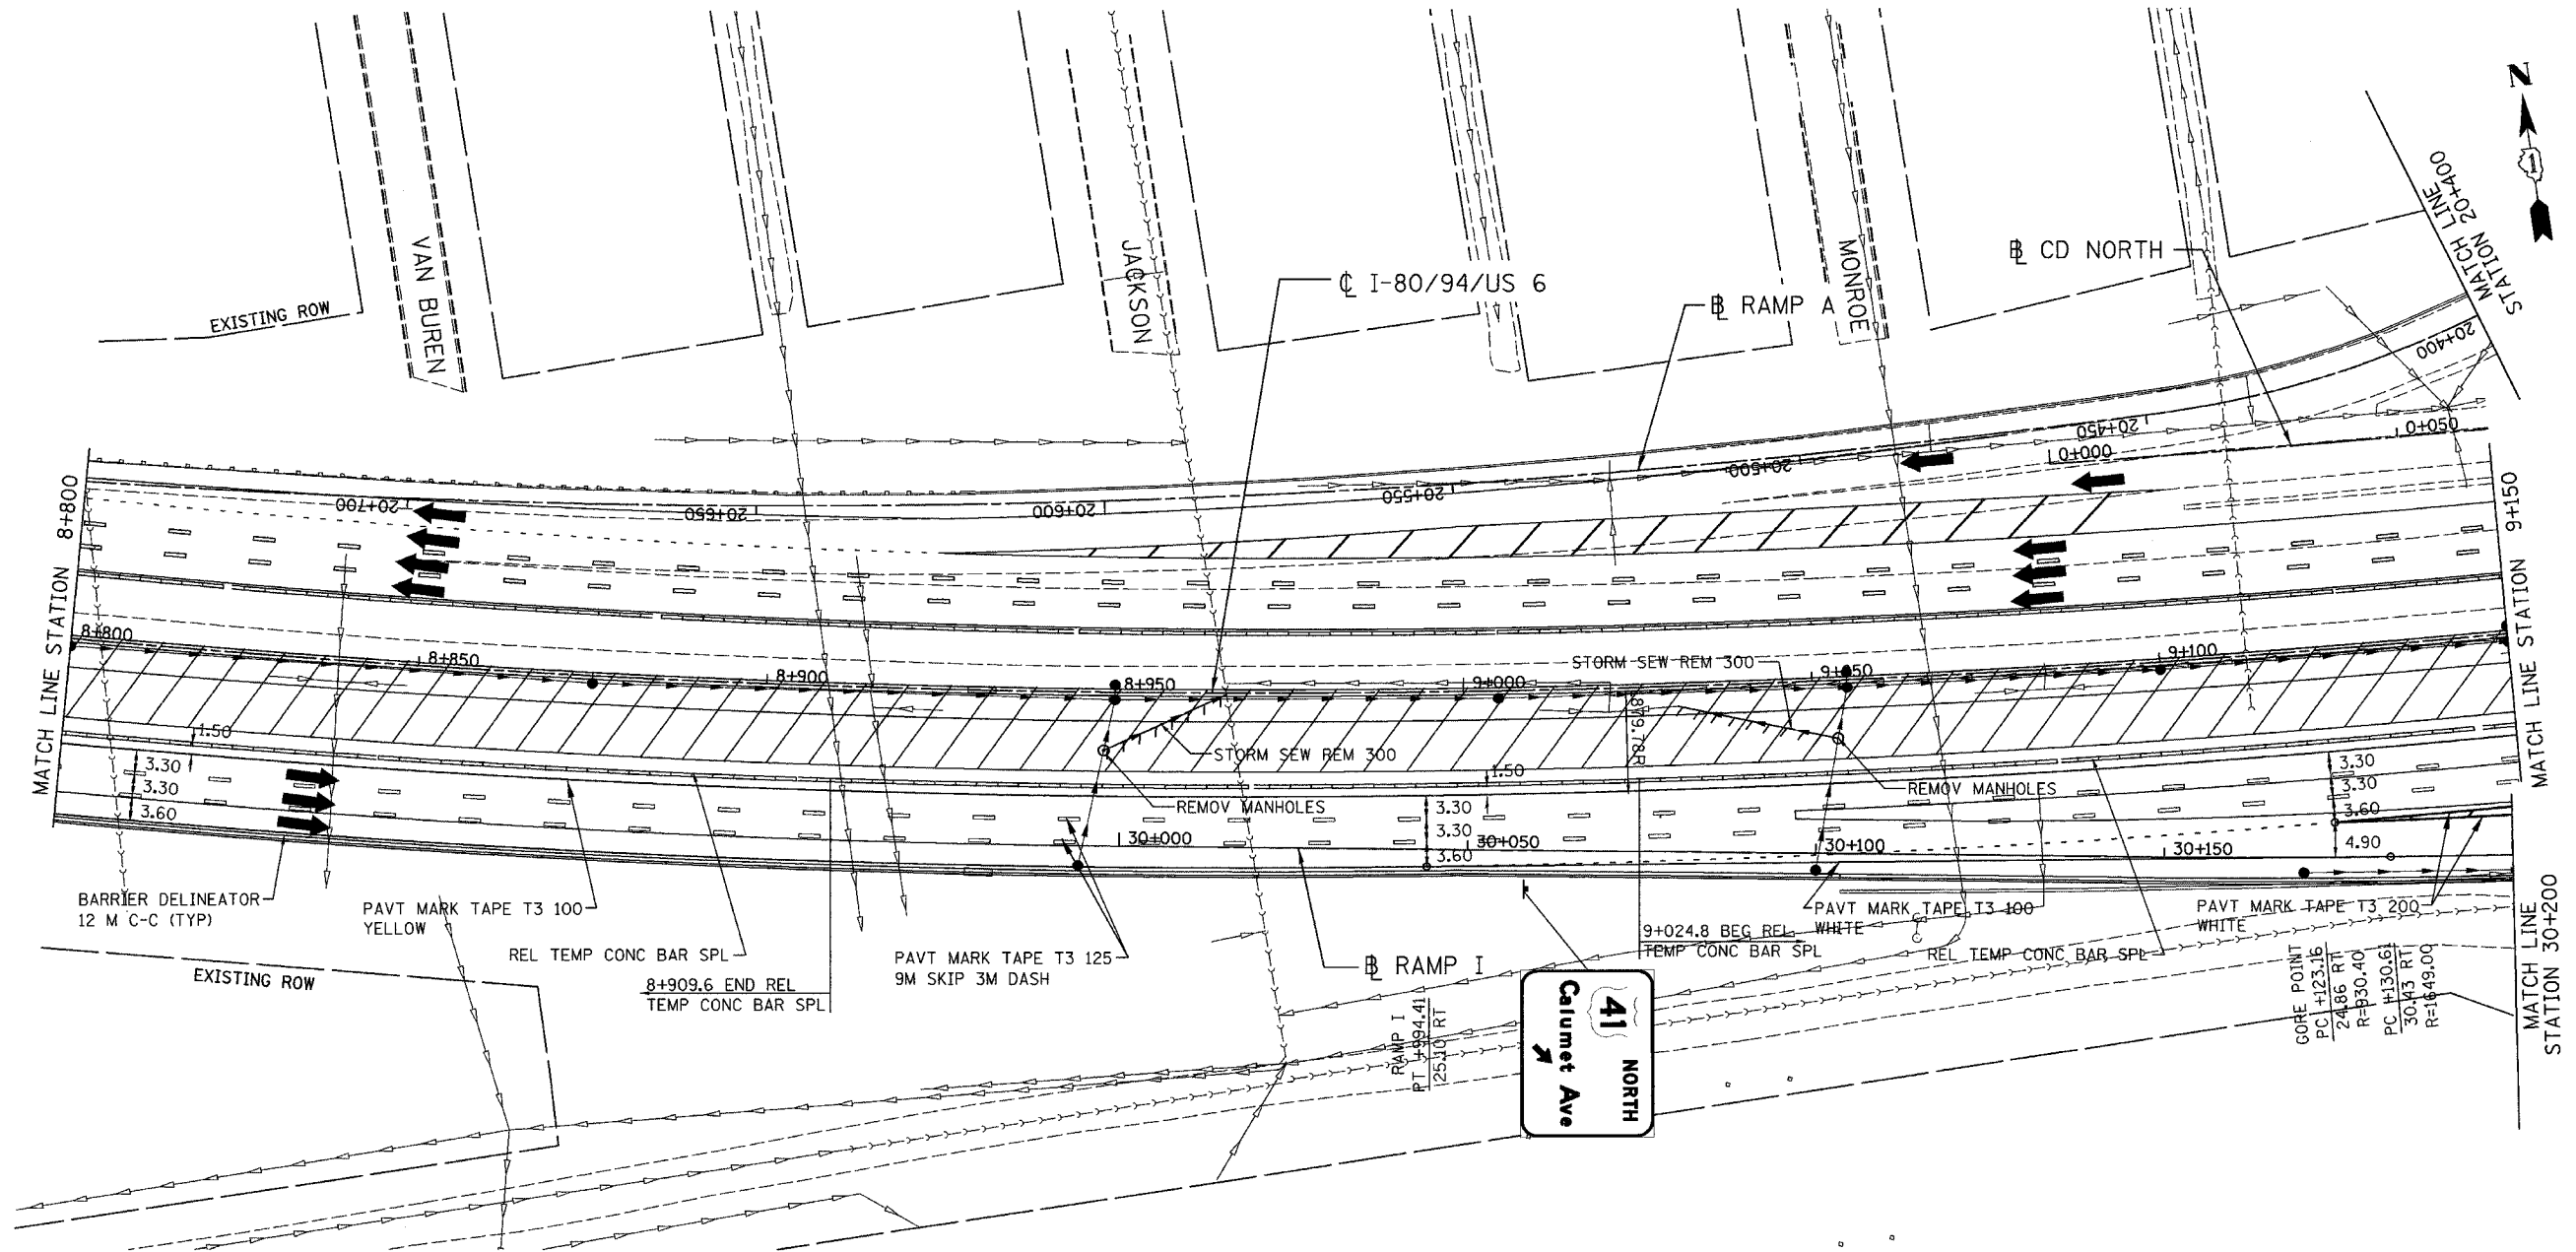 N
1
MATCH LINE
STATION 20+400
VAN BUREN
JACKSON
MONROE
EXISTING ROW
℄ I-80/94/US 6
BL RAMP A
BL CD NORTH
20+400
20+450
20+500
20+550
20+600
20+650
20+700
0+000
0+050
MATCH LINE STATION 8+800
MATCH LINE STATION 9+150
8+800
8+850
8+900
8+950
9+000
9+050
9+100
STORM SEW REM 300
STORM SEW REM 300
879.78R
1.50
1.50
3.30
3.30
3.60
3.30
3.30
3.60
3.30
3.30
3.60
4.90
REMOV MANHOLES
REMOV MANHOLES
30+000
30+050
30+100
30+150
BARRIER DELINEATOR
12 M C-C (TYP)
PAVT MARK TAPE T3 100
YELLOW
REL TEMP CONC BAR SPL
8+909.6 END REL
TEMP CONC BAR SPL
PAVT MARK TAPE T3 125
9M SKIP 3M DASH
BL RAMP I
9+024.8 BEG REL
TEMP CONC BAR SPL
PAVT MARK TAPE T3 100
WHITE
REL TEMP CONC BAR SPL
PAVT MARK TAPE T3 200
WHITE
EXISTING ROW
RAMP I
PT +994.41
25.10 RT
41 NORTH
Calumet Ave
GORE POINT
PC +123.16
24.86 RT
R=930.40
PC +130.61
30.43 RT
R=1649.00
MATCH LINE
STATION 30+200